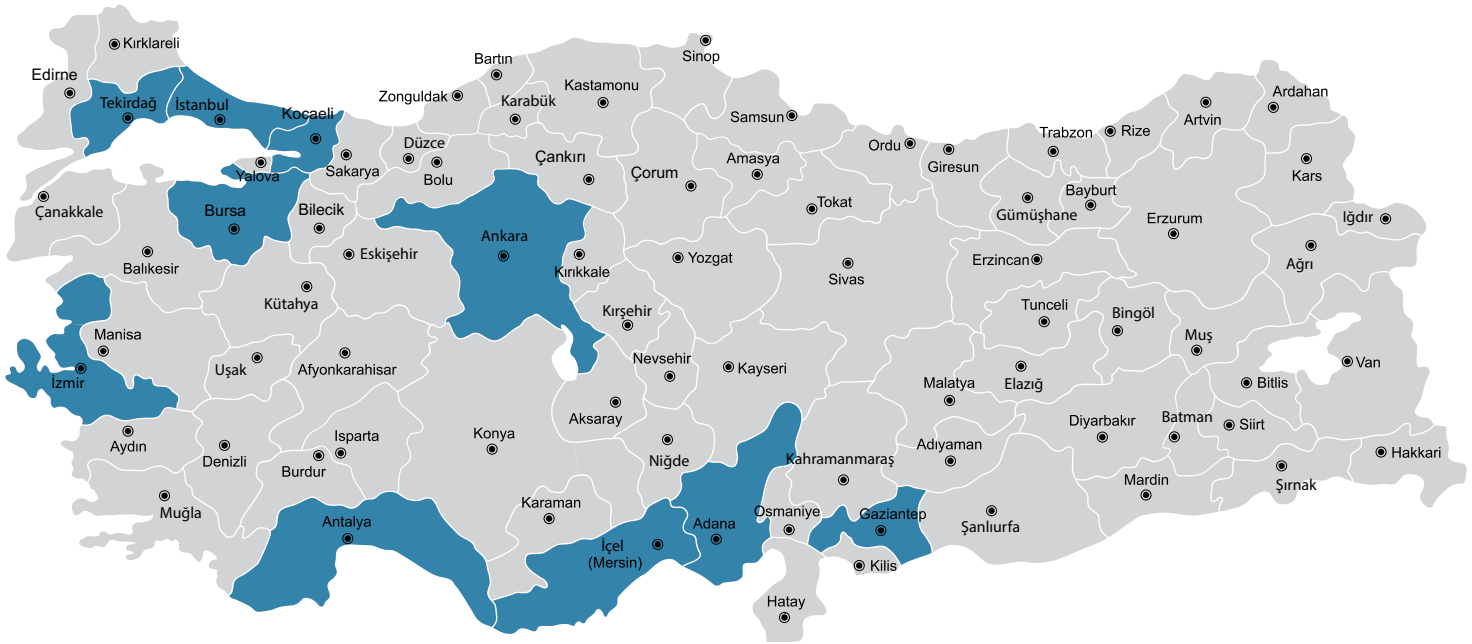 Kırklareli
Sinop
Bartın
Edirne
Kastamonu
Ardahan
Zonguldak
Karabük
Tekirdağ
İstanbul
Kocaeli
Samsun
Artvin
Trabzon
Rize
Düzce
Çankırı
Amasya
Ordu
Giresun
Yalova
Sakarya
Bolu
Çorum
Kars
Bayburt
Çanakkale
Bursa
Bilecik
Tokat
Gümüşhane
Erzurum
Iğdır
Ankara
Eskişehir
Balıkesir
Kırıkkale
Yozgat
Sivas
Erzincan
Ağrı
Kütahya
Kırşehir
Tunceli
Bingöl
Manisa
Muş
Nevsehir
Van
Uşak
Afyonkarahisar
Kayseri
İzmir
Malatya
Elazığ
Bitlis
Aksaray
Diyarbakır
Batman
Siirt
Aydın
Isparta
Konya
Adıyaman
Denizli
Burdur
Niğde
Kahramanmaraş
Hakkari
Mardin
Şırnak
Muğla
Karaman
Antalya
Adana
Osmaniye
Gaziantep
Şanlıurfa
İçel
(Mersin)
Kilis
Hatay